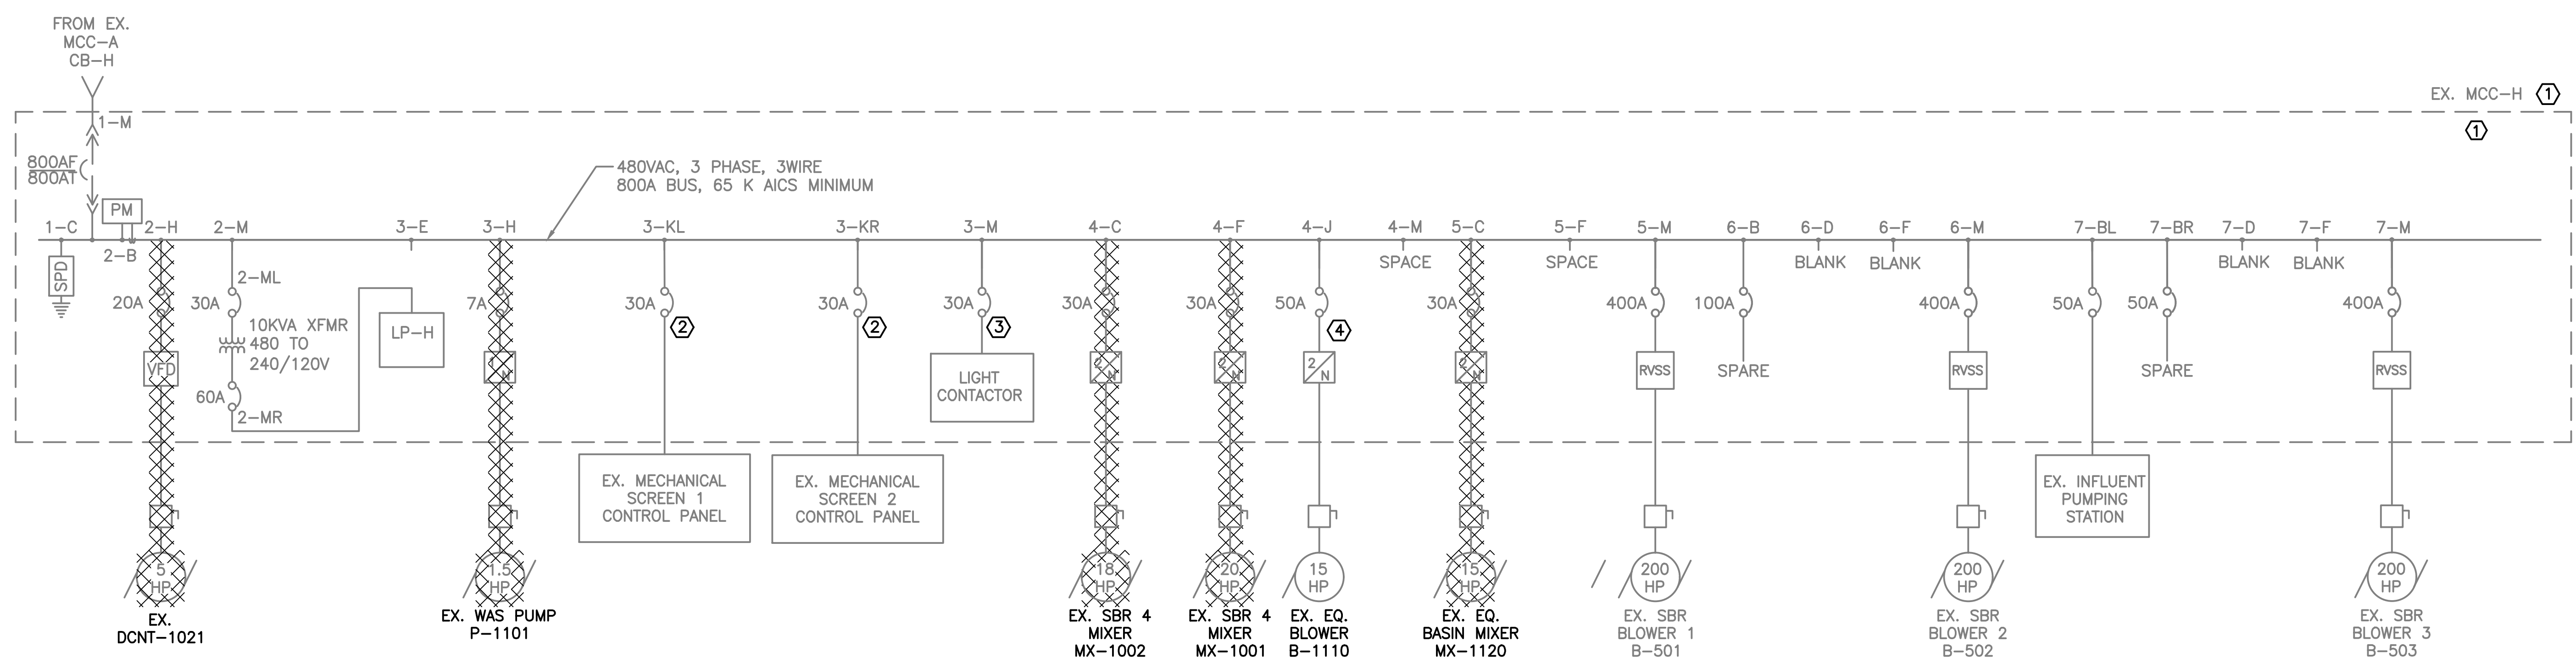 FROM EX.
MCC-A
CB-H
EX. MCC-H 1
1
1-M
800AF
800AT
480VAC, 3 PHASE, 3WIRE
800A BUS, 65 K AICS MINIMUM
PM
1-C
2-B
2-H
2-M
3-E
3-H
3-KL
3-KR
3-M
4-C
4-F
4-J
4-M
5-C
5-F
5-M
6-B
6-D
6-F
6-M
7-BL
7-BR
7-D
7-F
7-M
SPD
SPACE
SPACE
BLANK
BLANK
BLANK
BLANK
2-ML
20A
30A
7A
30A
30A
30A
30A
30A
50A
30A
400A
100A
400A
50A
50A
400A
2
2
3
4
10KVA XFMR
480 TO
240/120V
LP-H
VFD
1
N
LIGHT
CONTACTOR
2
N
2
N
2
N
2
N
RVSS
SPARE
RVSS
SPARE
RVSS
60A
2-MR
EX. MECHANICAL
SCREEN 1
CONTROL PANEL
EX. MECHANICAL
SCREEN 2
CONTROL PANEL
EX. INFLUENT
PUMPING
STATION
5
HP
1.5
HP
18
HP
20
HP
15
HP
15
HP
200
HP
200
HP
200
HP
EX.
DCNT-1021
EX. WAS PUMP
P-1101
EX. SBR 4
MIXER
MX-1002
EX. SBR 4
MIXER
MX-1001
EX. EQ.
BLOWER
B-1110
EX. EQ.
BASIN MIXER
MX-1120
EX. SBR
BLOWER 1
B-501
EX. SBR
BLOWER 2
B-502
EX. SBR
BLOWER 3
B-503